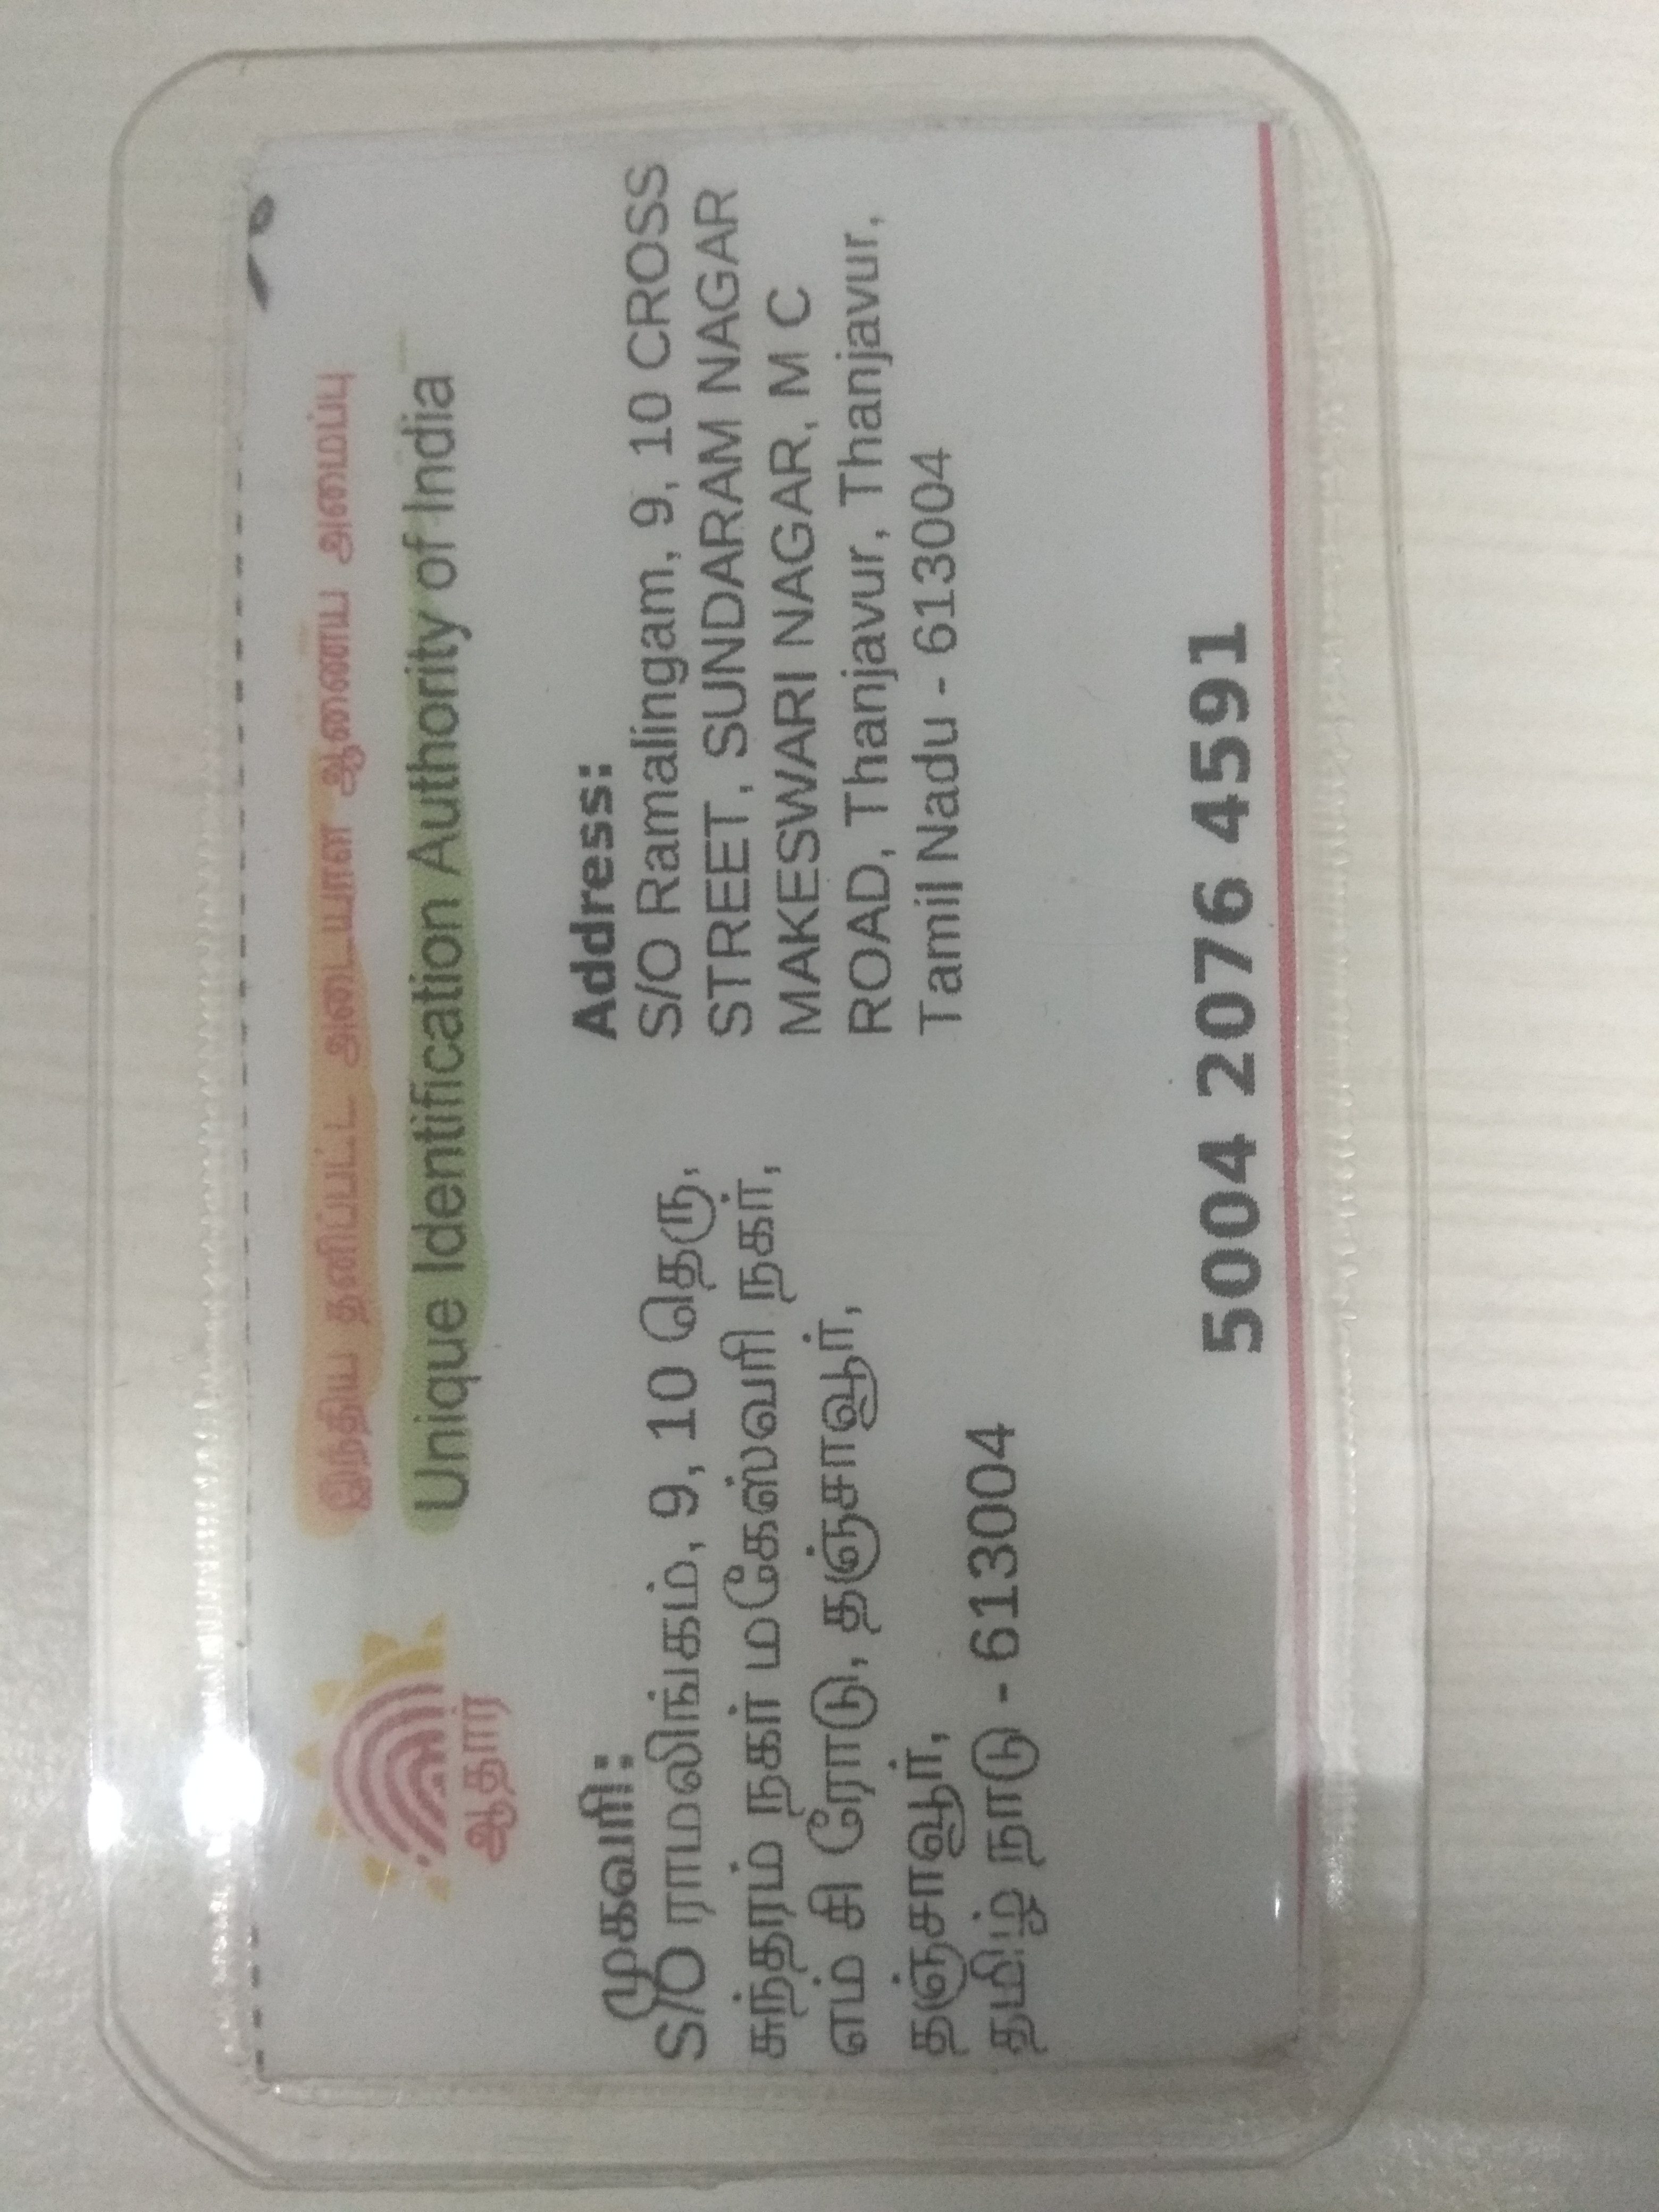 இந்திய தனிப்பட்ட அடையாள ஆணைய அமைப்பு
Unique Identification Authority of India
ஆதார்
முகவரி:
S/O ராமலிங்கம், 9, 10 தெரு,
சுந்தரம் நகர் மகேஸ்வரி நகர்,
எம் சி ரோடு, தஞ்சாவூர்,
தஞ்சாவூர்,
தமிழ் நாடு - 613004
Address:
S/O Ramalingam, 9, 10 CROSS
STREET, SUNDARAM NAGAR
MAKESWARI NAGAR, M C
ROAD, Thanjavur, Thanjavur,
Tamil Nadu - 613004
5004 2076 4591